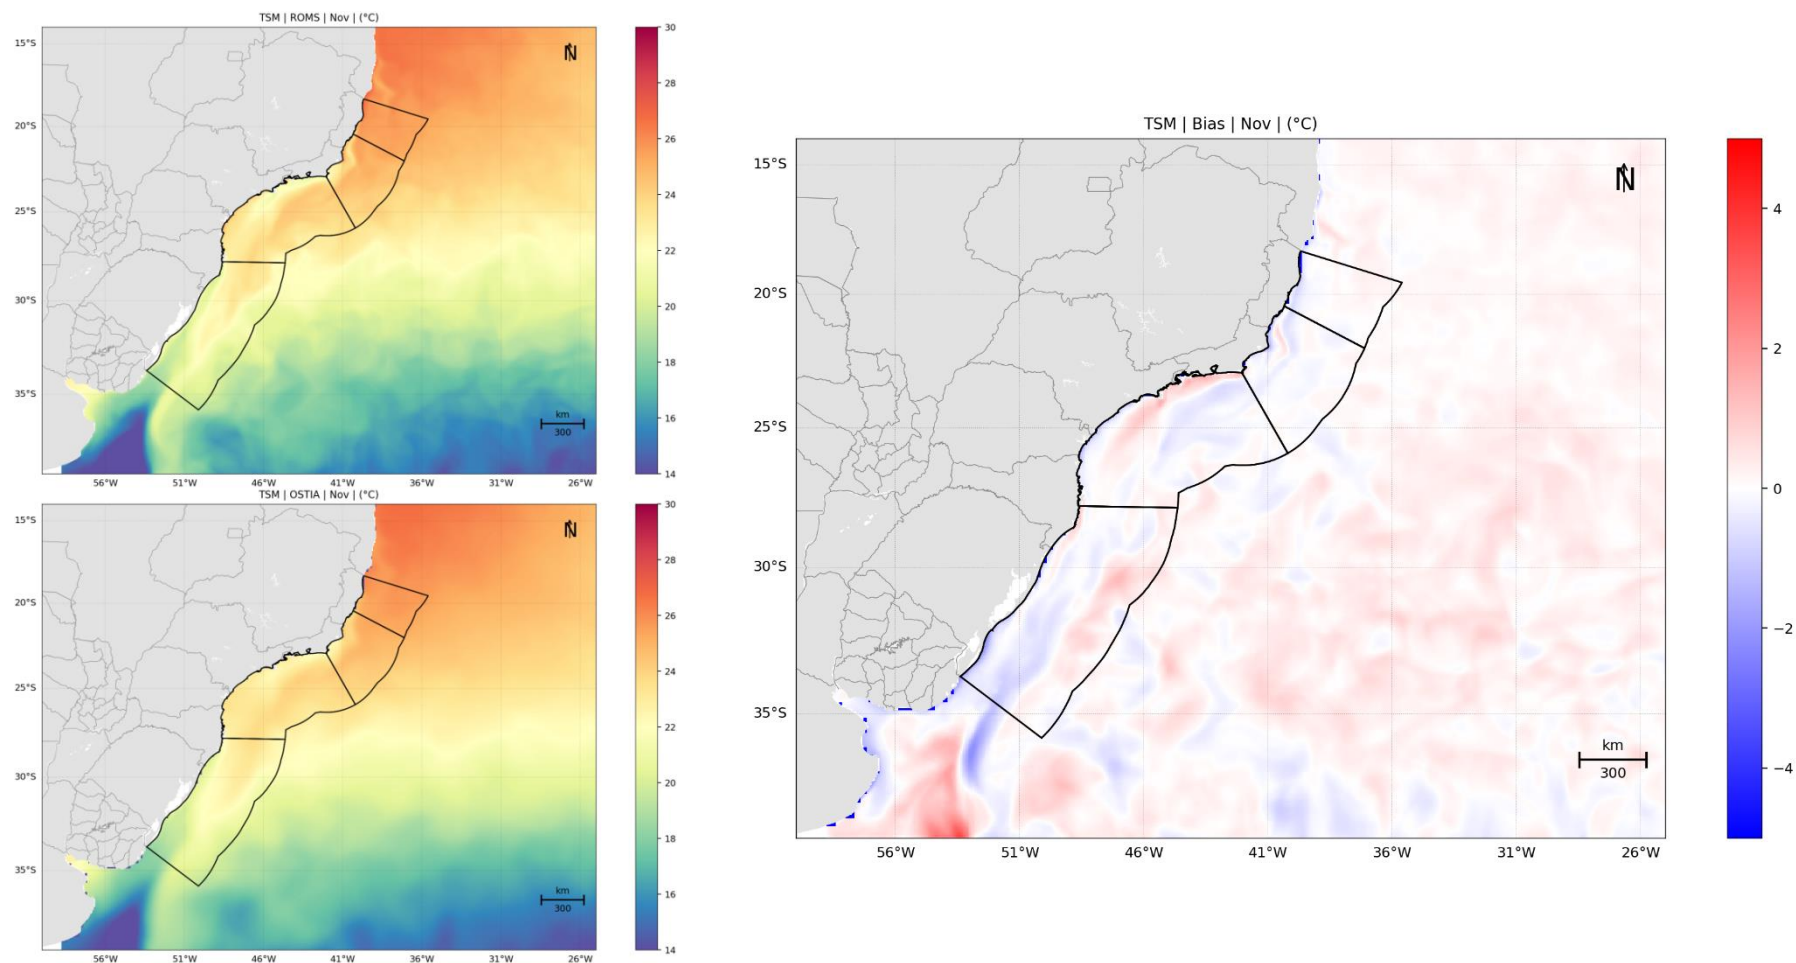 TSM | ROMS | Nov | (°C)
15°S
20°S
25°S
30°S
35°S
56°W
51°W
46°W
41°W
36°W
31°W
26°W
N
km
300
30
28
26
24
22
20
18
16
14
TSM | OSTIA | Nov | (°C)
15°S
20°S
25°S
30°S
35°S
56°W
51°W
46°W
41°W
36°W
31°W
26°W
N
km
300
30
28
26
24
22
20
18
16
14
TSM | Bias | Nov | (°C)
15°S
20°S
25°S
30°S
35°S
56°W
51°W
46°W
41°W
36°W
31°W
26°W
N
km
300
4
2
0
−2
−4